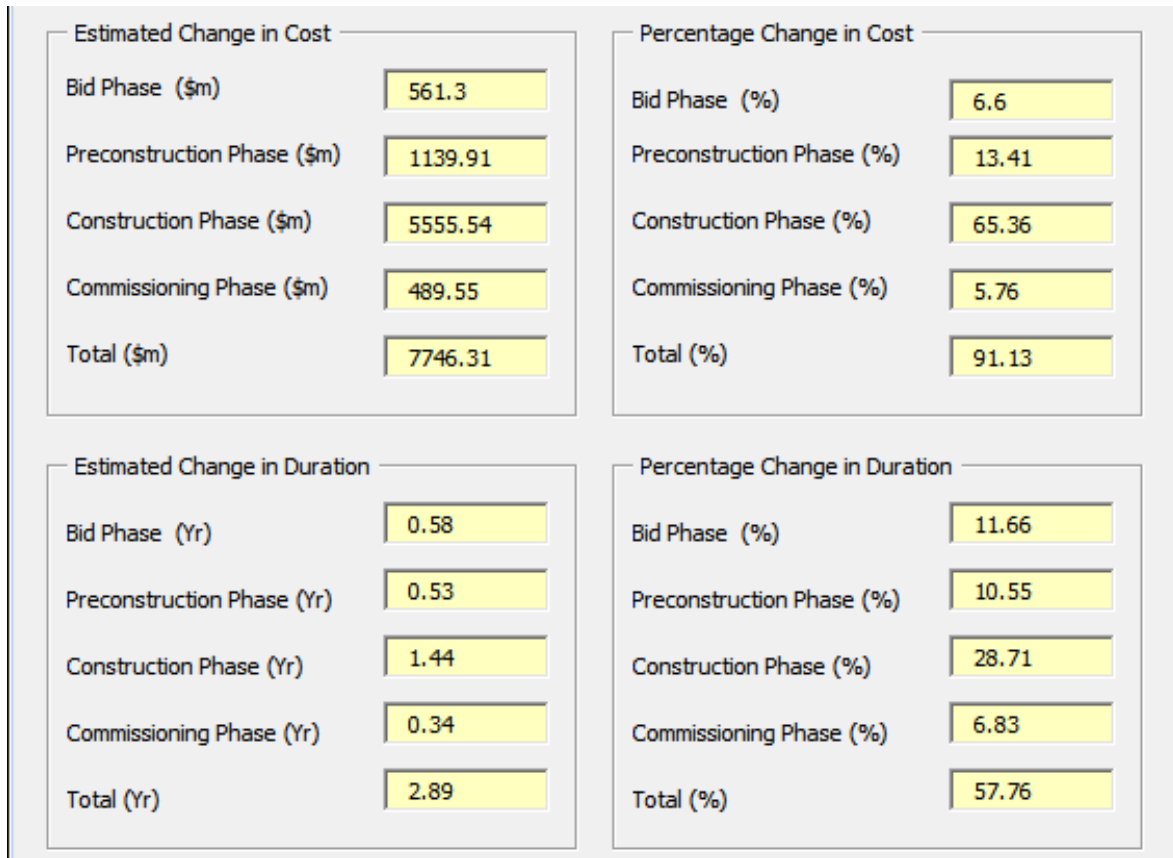 Estimated Change in Cost
Bid Phase ($m) 561.3
Preconstruction Phase ($m) 1139.91
Construction Phase ($m) 5555.54
Commissioning Phase ($m) 489.55
Total ($m) 7746.31
Percentage Change in Cost
Bid Phase (%) 6.6
Preconstruction Phase (%) 13.41
Construction Phase (%) 65.36
Commissioning Phase (%) 5.76
Total (%) 91.13
Estimated Change in Duration
Bid Phase (Yr) 0.58
Preconstruction Phase (Yr) 0.53
Construction Phase (Yr) 1.44
Commissioning Phase (Yr) 0.34
Total (Yr) 2.89
Percentage Change in Duration
Bid Phase (%) 11.66
Preconstruction Phase (%) 10.55
Construction Phase (%) 28.71
Commissioning Phase (%) 6.83
Total (%) 57.76